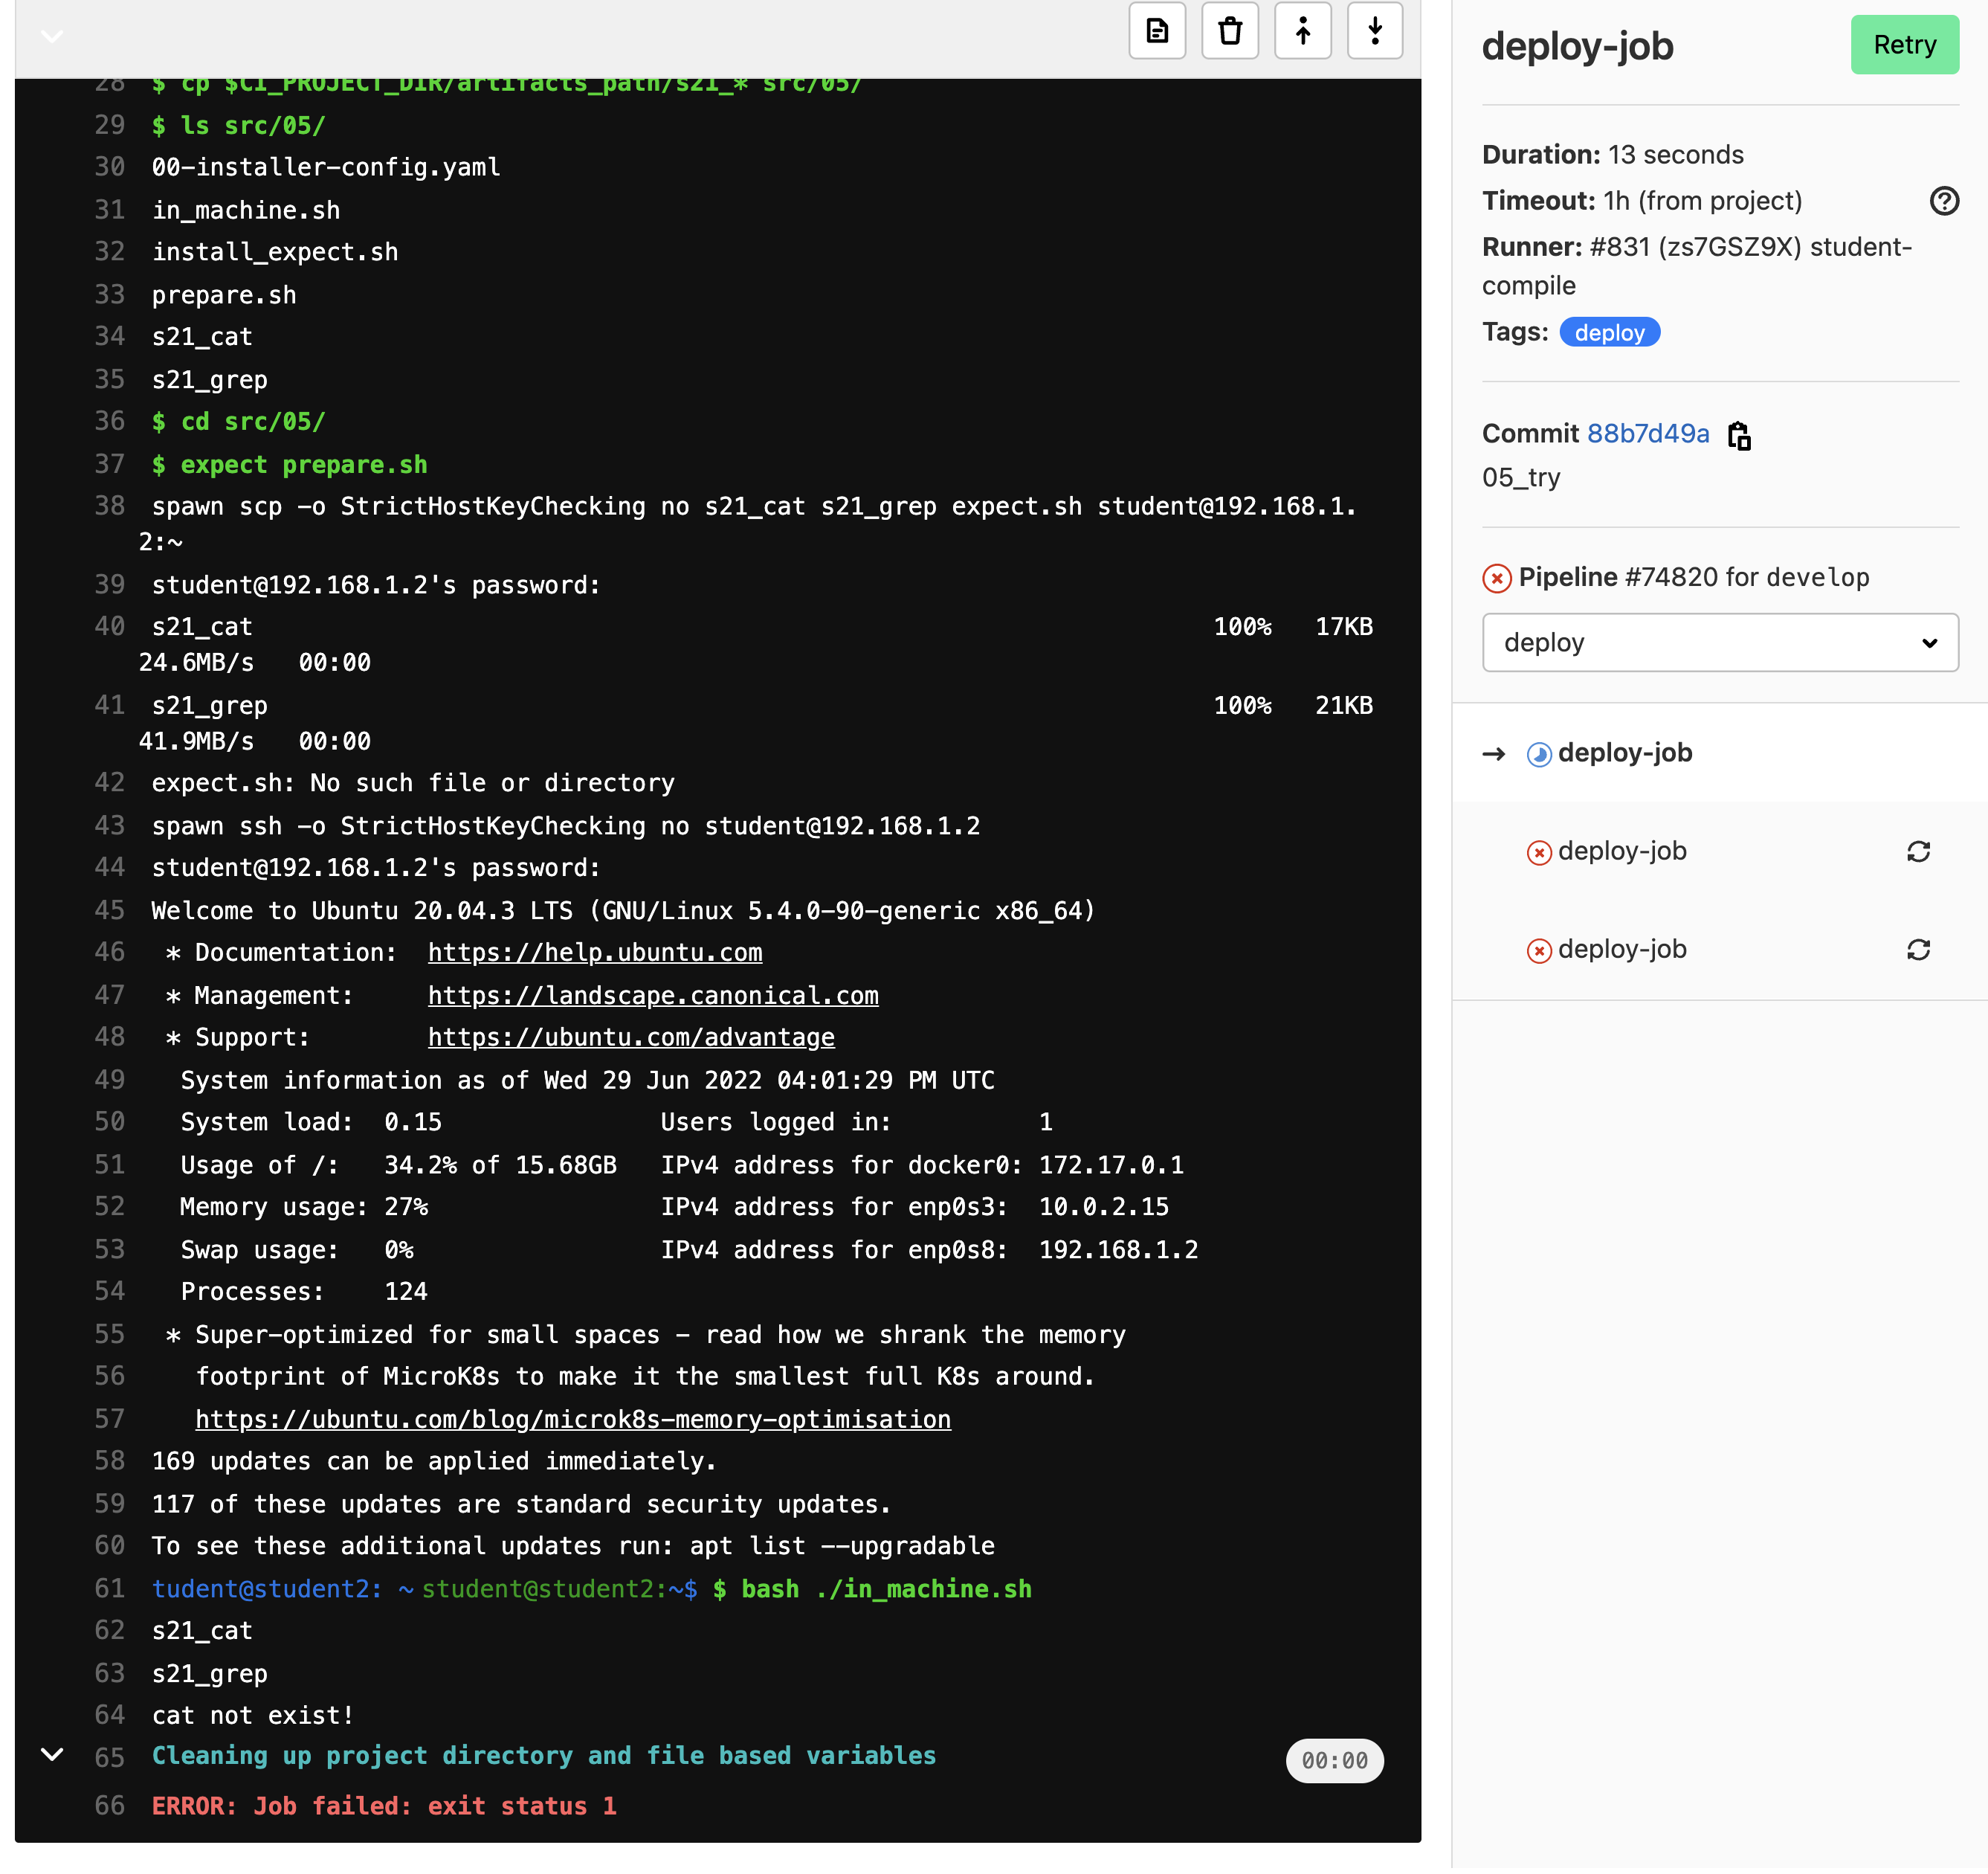 28 $ cp $CI_PROJECT_DIR/artifacts_path/s21_* src/05/
29 $ ls src/05/
30 00-installer-config.yaml
31 in_machine.sh
32 install_expect.sh
33 prepare.sh
34 s21_cat
35 s21_grep
36 $ cd src/05/
37 $ expect prepare.sh
38 spawn scp -o StrictHostKeyChecking no s21_cat s21_grep expect.sh student@192.168.1.
2:~
39 student@192.168.1.2's password:
40 s21_cat 100% 17KB
24.6MB/s 00:00
41 s21_grep 100% 21KB
41.9MB/s 00:00
42 expect.sh: No such file or directory
43 spawn ssh -o StrictHostKeyChecking no student@192.168.1.2
44 student@192.168.1.2's password:
45 Welcome to Ubuntu 20.04.3 LTS (GNU/Linux 5.4.0-90-generic x86_64)
46 * Documentation: https://help.ubuntu.com
47 * Management: https://landscape.canonical.com
48 * Support: https://ubuntu.com/advantage
49 System information as of Wed 29 Jun 2022 04:01:29 PM UTC
50 System load: 0.15 Users logged in: 1
51 Usage of /: 34.2% of 15.68GB IPv4 address for docker0: 172.17.0.1
52 Memory usage: 27% IPv4 address for enp0s3: 10.0.2.15
53 Swap usage: 0% IPv4 address for enp0s8: 192.168.1.2
54 Processes: 124
55 * Super-optimized for small spaces - read how we shrank the memory
56 footprint of MicroK8s to make it the smallest full K8s around.
57 https://ubuntu.com/blog/microk8s-memory-optimisation
58 169 updates can be applied immediately.
59 117 of these updates are standard security updates.
60 To see these additional updates run: apt list --upgradable
61 tudent@student2: ~ student@student2:~$ $ bash ./in_machine.sh
62 s21_cat
63 s21_grep
64 cat not exist!
65 Cleaning up project directory and file based variables 00:00
66 ERROR: Job failed: exit status 1
deploy-job
Retry
Duration: 13 seconds
Timeout: 1h (from project)
Runner: #831 (zs7GSZ9X) student-
compile
Tags: deploy
Commit 88b7d49a
05_try
Pipeline #74820 for develop
deploy
→ deploy-job
deploy-job
deploy-job